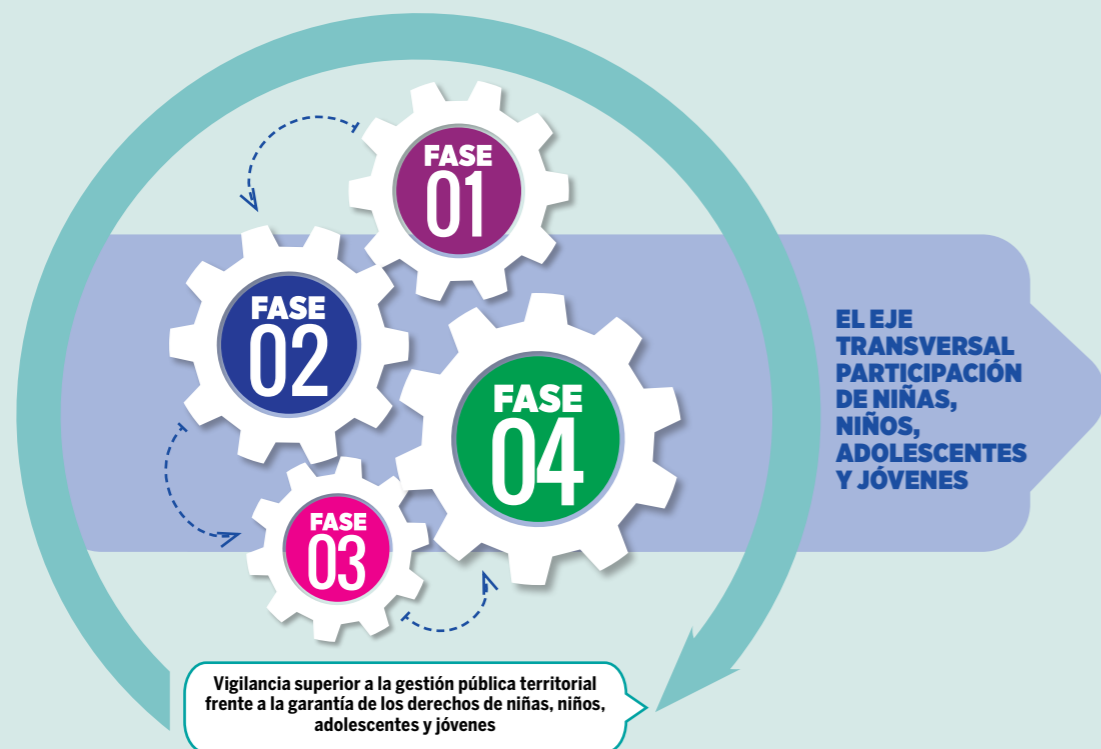 FASE
01
FASE
02
FASE
03
FASE
04
EL EJE
TRANSVERSAL
PARTICIPACIÓN
DE NIÑAS,
NIÑOS,
ADOLESCENTES
Y JÓVENES
Vigilancia superior a la gestión pública territorial
frente a la garantía de los derechos de niñas, niños,
adolescentes y jóvenes